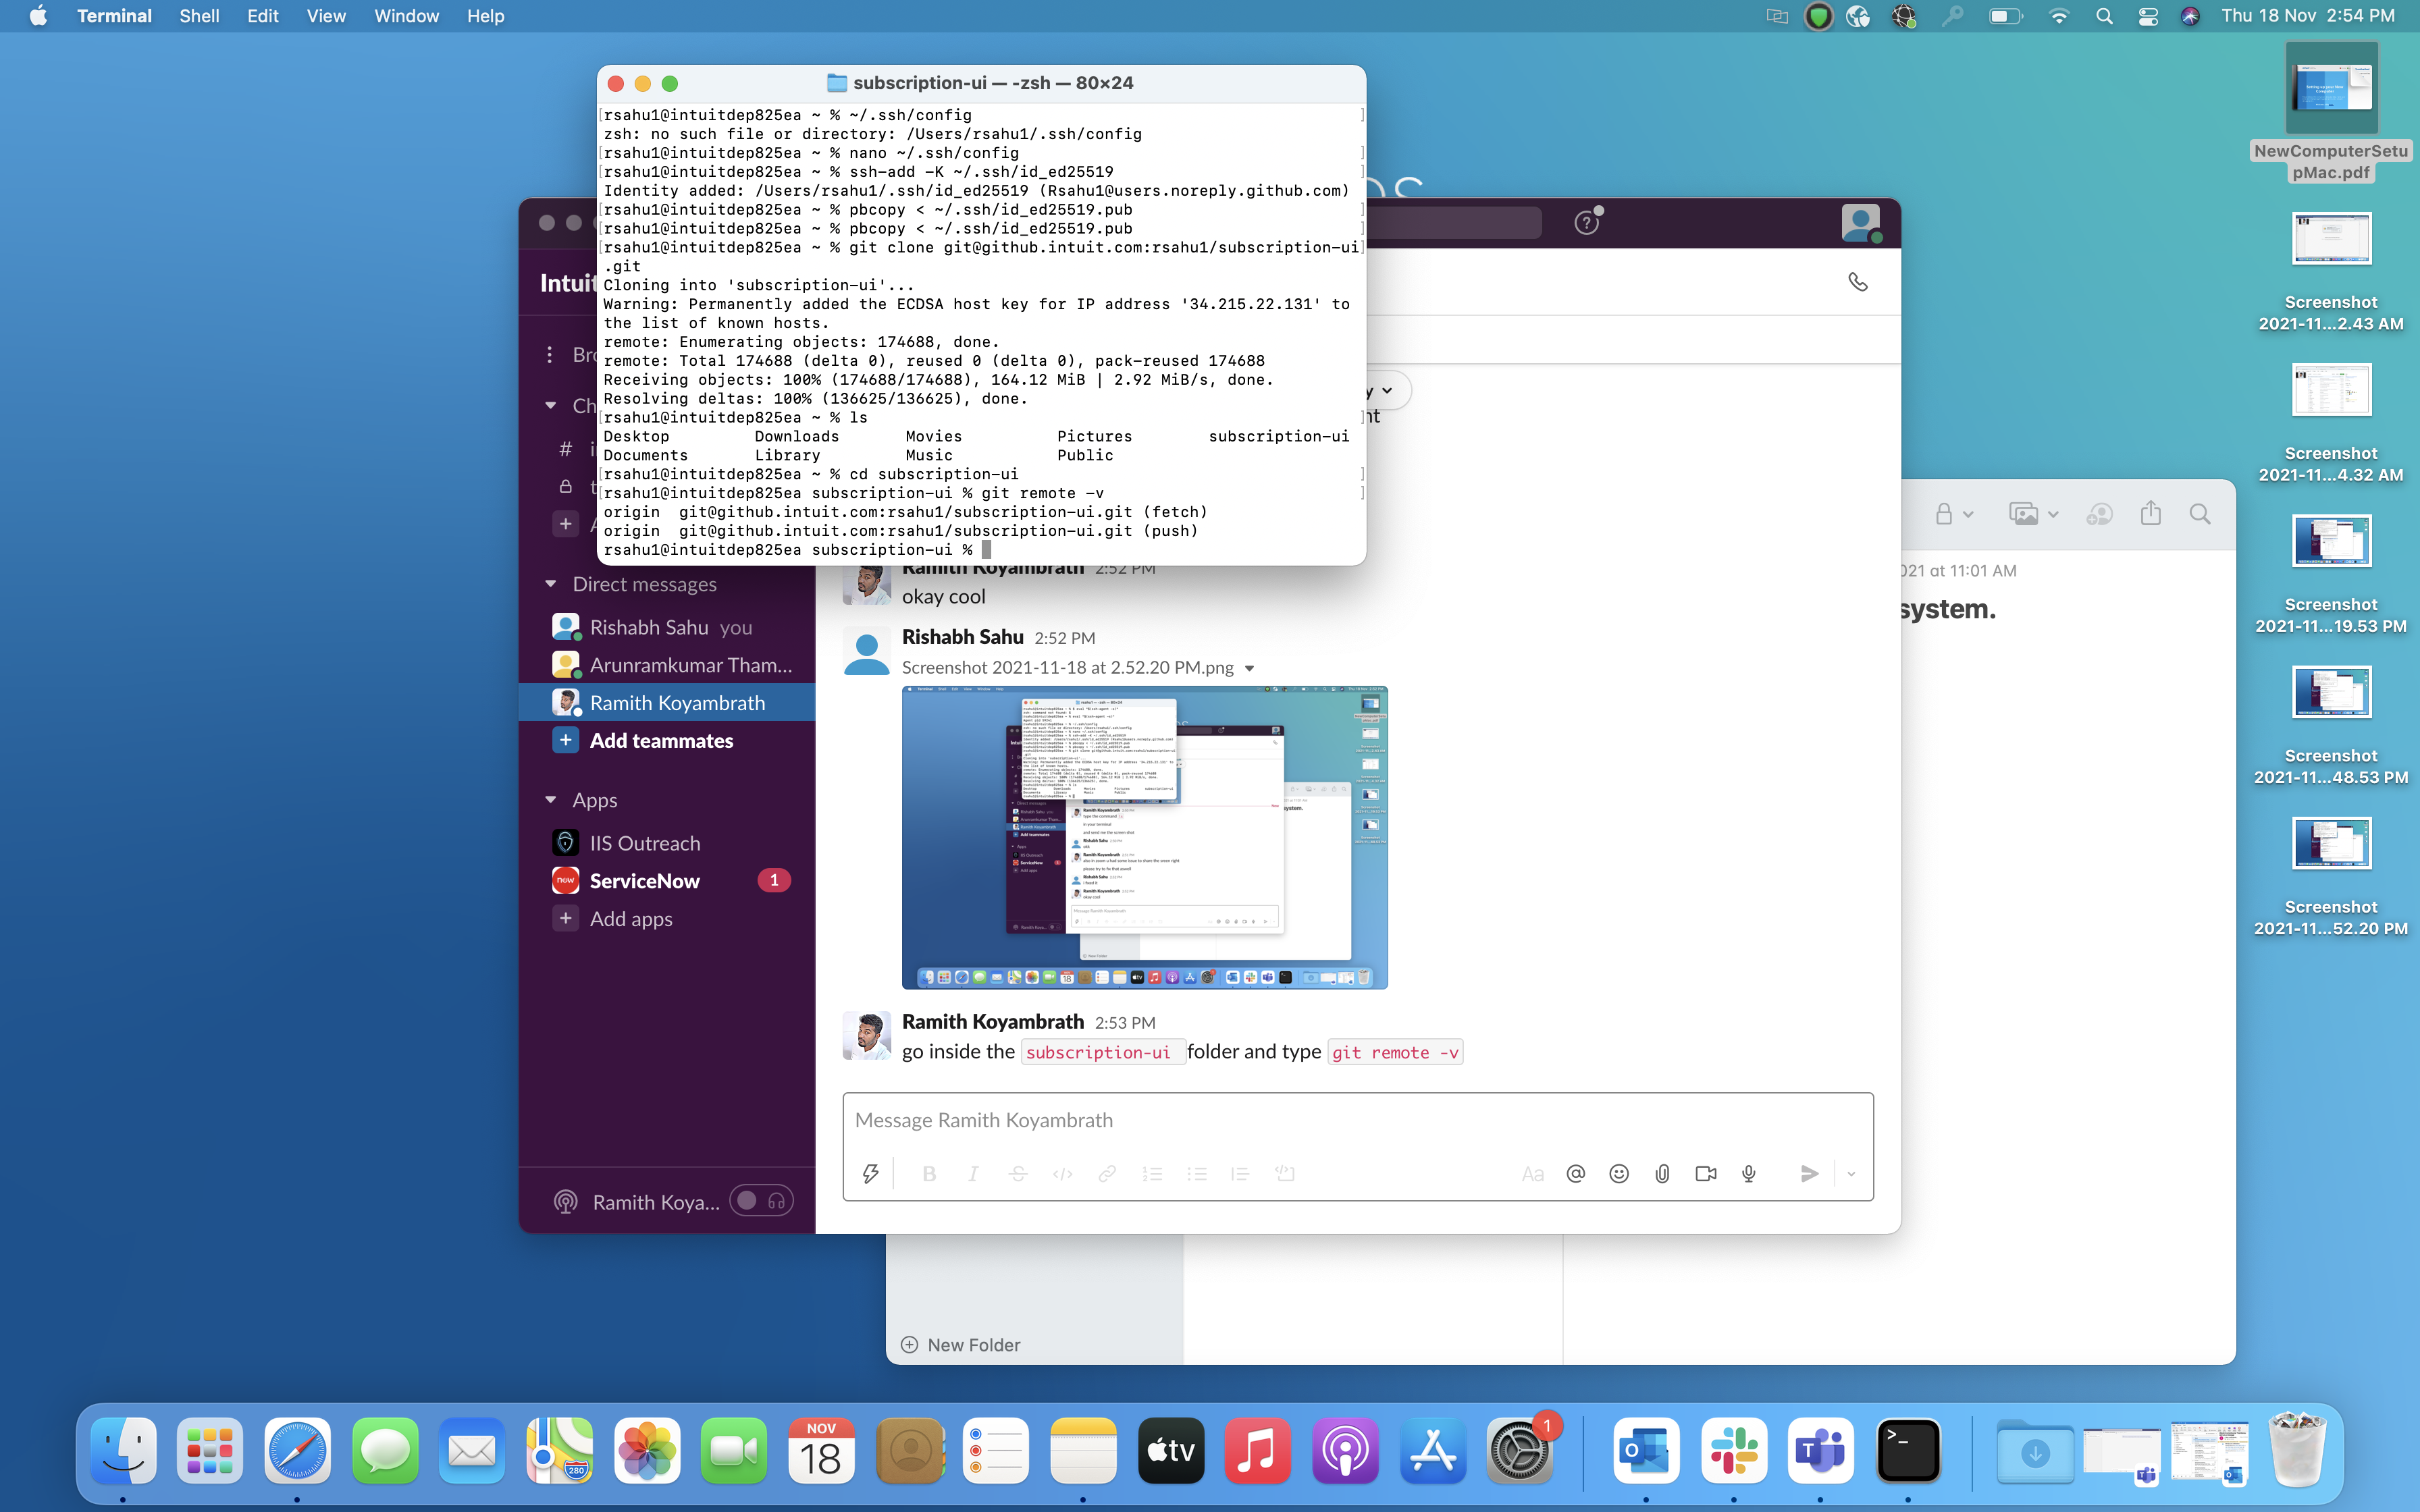 Terminal Shell Edit View Window Help
Thu 18 Nov 2:54 PM
subscription-ui — -zsh — 80×24
[rsahu1@intuitdep825ea ~ % ~/.ssh/config ]
zsh: no such file or directory: /Users/rsahu1/.ssh/config
[rsahu1@intuitdep825ea ~ % nano ~/.ssh/config ]
[rsahu1@intuitdep825ea ~ % ssh-add -K ~/.ssh/id_ed25519 ]
Identity added: /Users/rsahu1/.ssh/id_ed25519 (Rsahu1@users.noreply.github.com)
[rsahu1@intuitdep825ea ~ % pbcopy < ~/.ssh/id_ed25519.pub ]
[rsahu1@intuitdep825ea ~ % pbcopy < ~/.ssh/id_ed25519.pub ]
[rsahu1@intuitdep825ea ~ % git clone git@github.intuit.com:rsahu1/subscription-ui]
.git
Cloning into 'subscription-ui'...
Warning: Permanently added the ECDSA host key for IP address '34.215.22.131' to
the list of known hosts.
remote: Enumerating objects: 174688, done.
remote: Total 174688 (delta 0), reused 0 (delta 0), pack-reused 174688
Receiving objects: 100% (174688/174688), 164.12 MiB | 2.92 MiB/s, done.
Resolving deltas: 100% (136625/136625), done.
[rsahu1@intuitdep825ea ~ % ls ]
Desktop Downloads Movies Pictures subscription-ui
Documents Library Music Public
[rsahu1@intuitdep825ea ~ % cd subscription-ui ]
[rsahu1@intuitdep825ea subscription-ui % git remote -v ]
origin git@github.intuit.com:rsahu1/subscription-ui.git (fetch)
origin git@github.intuit.com:rsahu1/subscription-ui.git (push)
rsahu1@intuitdep825ea subscription-ui %
Intuit
Direct messages
Rishabh Sahu you
Arunramkumar Tham...
Ramith Koyambrath
Add teammates
Apps
IIS Outreach
ServiceNow 1
Add apps
Ramith Koya...
Ramith Koyambrath 2:52 PM
okay cool
Rishabh Sahu 2:52 PM
Screenshot 2021-11-18 at 2.52.20 PM.png
Ramith Koyambrath 2:53 PM
go inside the subscription-ui folder and type git remote -v
Message Ramith Koyambrath
021 at 11:01 AM
system.
New Folder
NewComputerSetu
pMac.pdf
Screenshot
2021-11...2.43 AM
Screenshot
2021-11...4.32 AM
Screenshot
2021-11...19.53 PM
Screenshot
2021-11...48.53 PM
Screenshot
2021-11...52.20 PM
NOV
18
280
tv
1